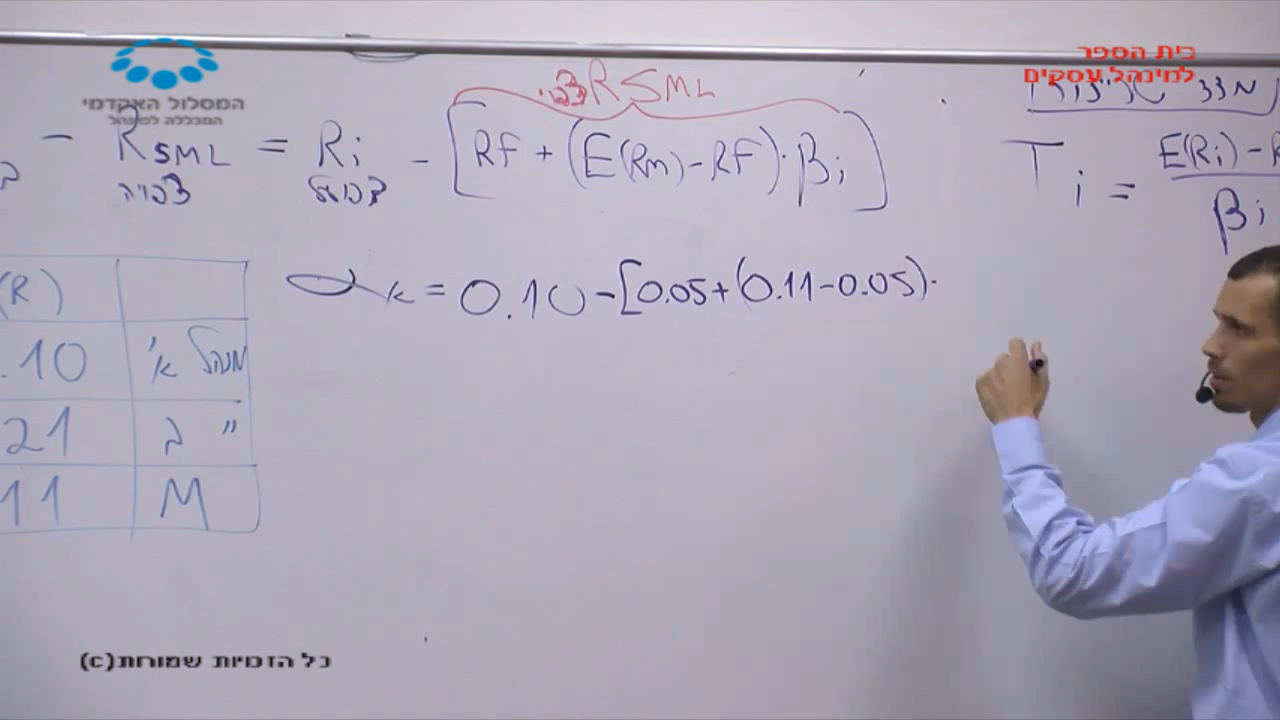 בית הספר
למינהל עסקים
המסלול האקדמי
המכללה למינהל
R SML
− R SML = Ri − [RF + (E(Rm) − RF) · βi]
צפויה
Ti = E(Ri) − R
βi
α א = 0.10 − [0.05 + (0.11 − 0.05) ·
(R)
.10 מנהל א'
21 " ב
11 M
כל הזכויות שמורות (c)